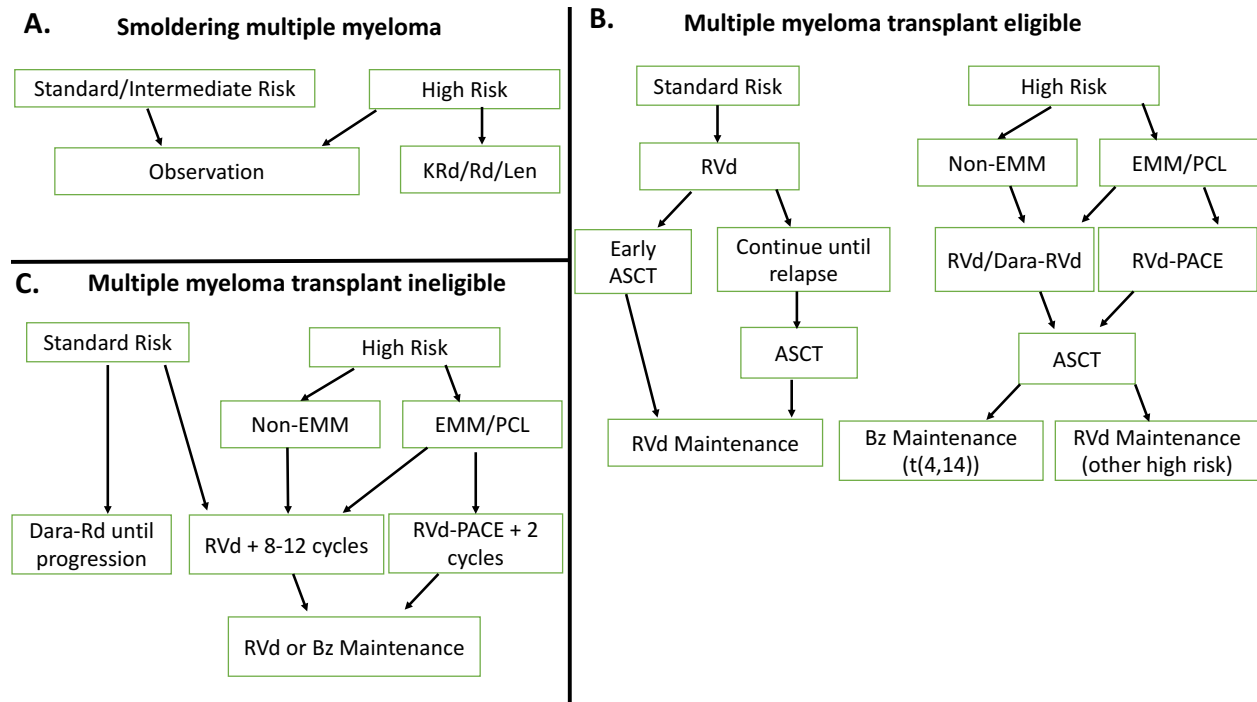 A.
Smoldering multiple myeloma
Standard/Intermediate Risk
High Risk
Observation
KRd/Rd/Len
B.
Multiple myeloma transplant eligible
Standard Risk
High Risk
RVd
Non-EMM
EMM/PCL
Early
ASCT
Continue until
relapse
RVd/Dara-RVd
RVd-PACE
ASCT
ASCT
RVd Maintenance
Bz Maintenance
(t(4,14))
RVd Maintenance
(other high risk)
C.
Multiple myeloma transplant ineligible
Standard Risk
High Risk
Non-EMM
EMM/PCL
Dara-Rd until
progression
RVd + 8-12 cycles
RVd-PACE + 2
cycles
RVd or Bz Maintenance